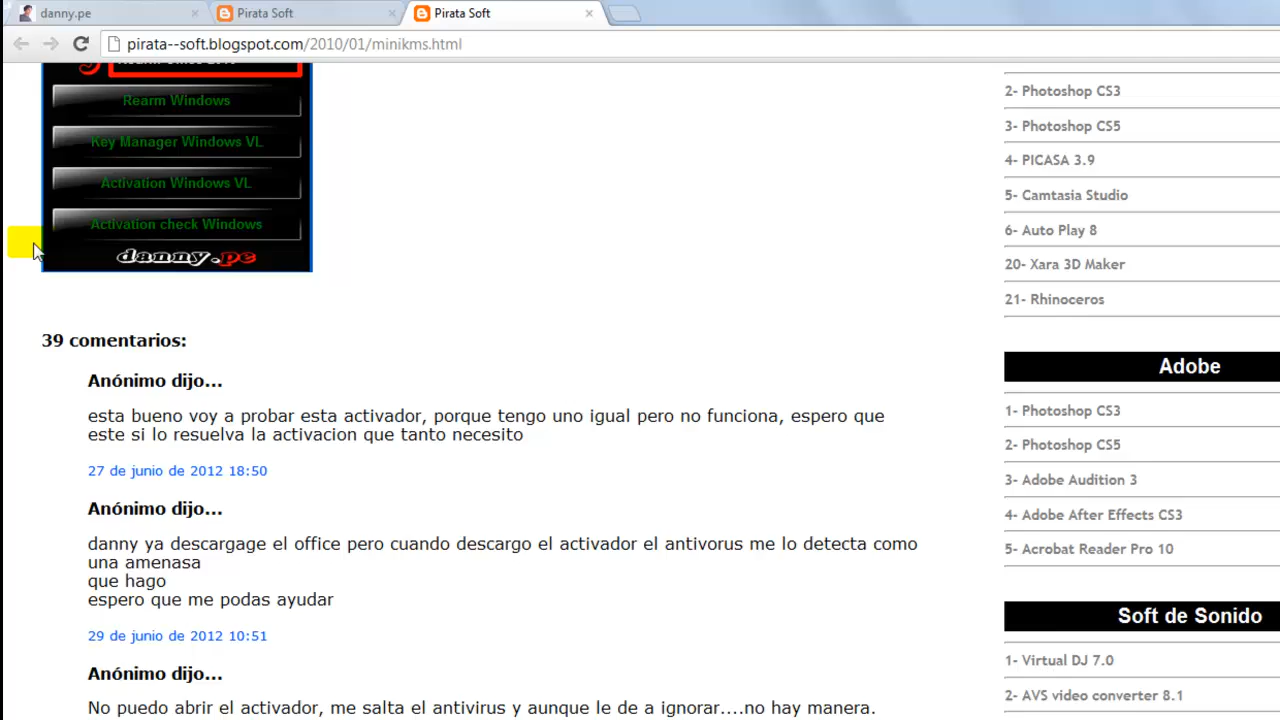 danny.pe
Pirata Soft
Pirata Soft
pirata--soft.blogspot.com/2010/01/minikms.html
Rearm Windows
Key Manager Windows VL
Activation Windows VL
Activation check Windows
danny.pe
39 comentarios:
Anónimo dijo...
esta bueno voy a probar esta activador, porque tengo uno igual pero no funciona, espero que
este si lo resuelva la activacion que tanto necesito
27 de junio de 2012 18:50
Anónimo dijo...
danny ya descargage el office pero cuando descargo el activador el antivorus me lo detecta como
una amenasa
que hago
espero que me podas ayudar
29 de junio de 2012 10:51
Anónimo dijo...
No puedo abrir el activador, me salta el antivirus y aunque le de a ignorar....no hay manera.
2- Photoshop CS3
3- Photoshop CS5
4- PICASA 3.9
5- Camtasia Studio
6- Auto Play 8
20- Xara 3D Maker
21- Rhinoceros
Adobe
1- Photoshop CS3
2- Photoshop CS5
3- Adobe Audition 3
4- Adobe After Effects CS3
5- Acrobat Reader Pro 10
Soft de Sonido
1- Virtual DJ 7.0
2- AVS video converter 8.1